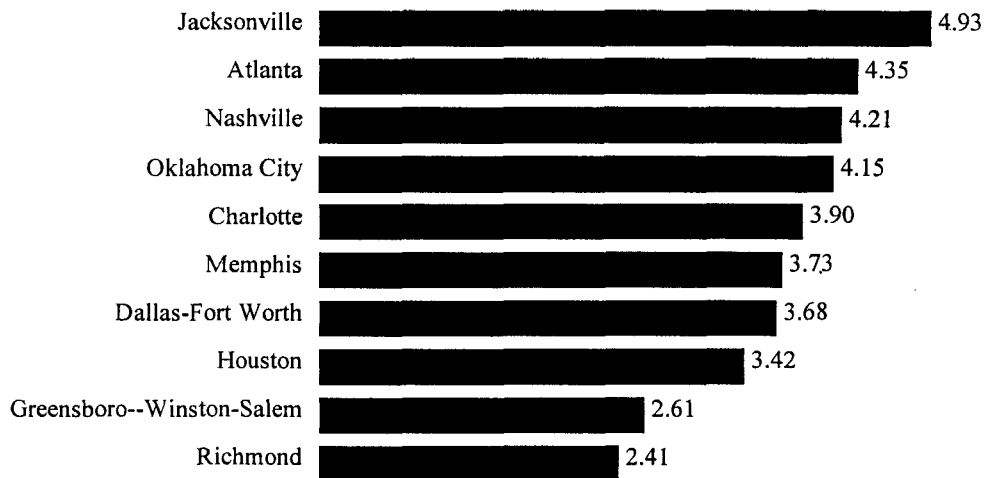 Jacksonville 4.93
Atlanta 4.35
Nashville 4.21
Oklahoma City 4.15
Charlotte 3.90
Memphis 3.73
Dallas-Fort Worth 3.68
Houston 3.42
Greensboro--Winston-Salem 2.61
Richmond 2.41